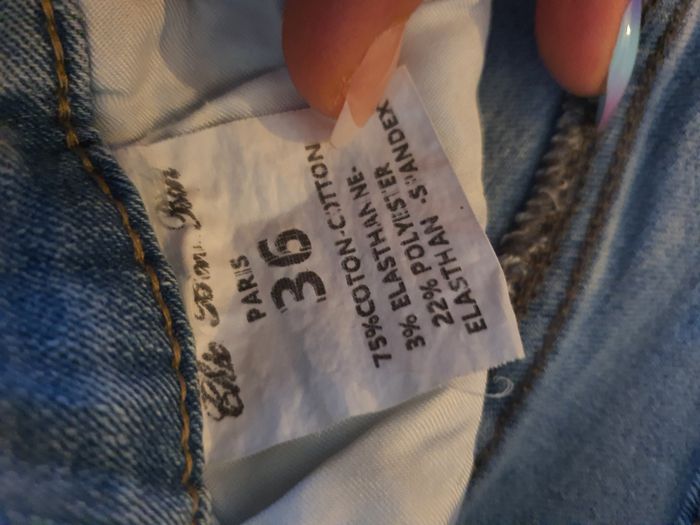 PARIS
36
75%COTON-COTTON
3% ELASTHANNE-
22% POLYESTER
ELASTHAN -SPANDEX